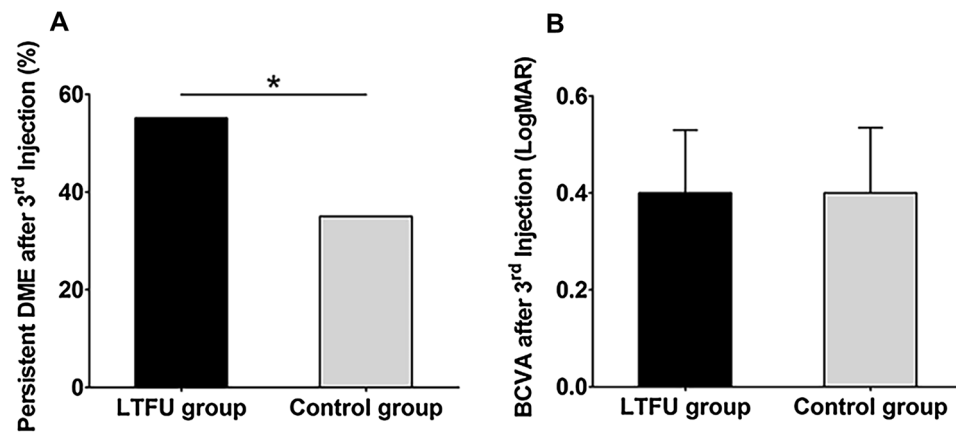 A
Persistent DME after 3rd Injection (%)
*
60
40
20
0
LTFU group
Control group
B
BCVA after 3rd Injection (LogMAR)
0.6
0.4
0.2
0.0
LTFU group
Control group